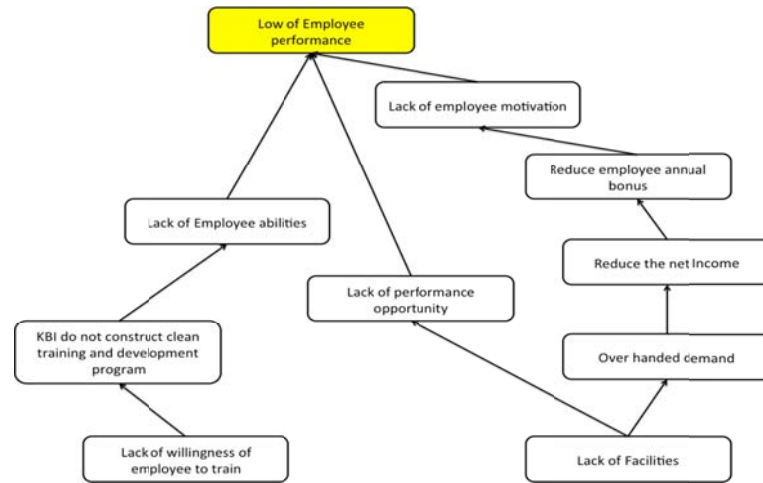 Low of Employee
performance
Lack of employee motivation
Reduce employee annual
bonus
Lack of Employee abilities
Reduce the net Income
Lack of performance
opportunity
KBI do not construct clean
training and development
program
Over handed demand
Lack of willingness of
employee to train
Lack of Facilities